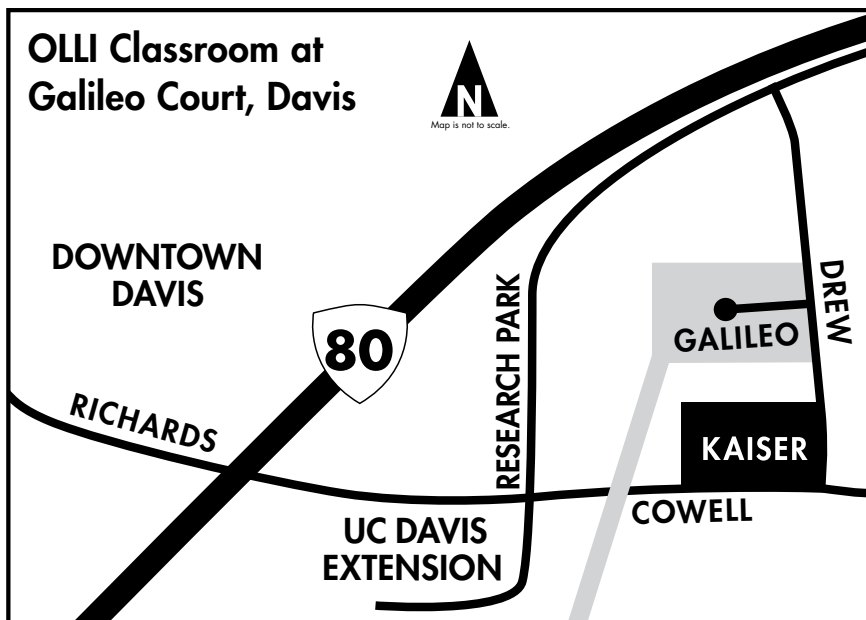 OLLI Classroom at
Galileo Court, Davis
N
Map is not to scale.
DOWNTOWN
DAVIS
80
RICHARDS
RESEARCH PARK
DREW
GALILEO
KAISER
COWELL
UC DAVIS
EXTENSION